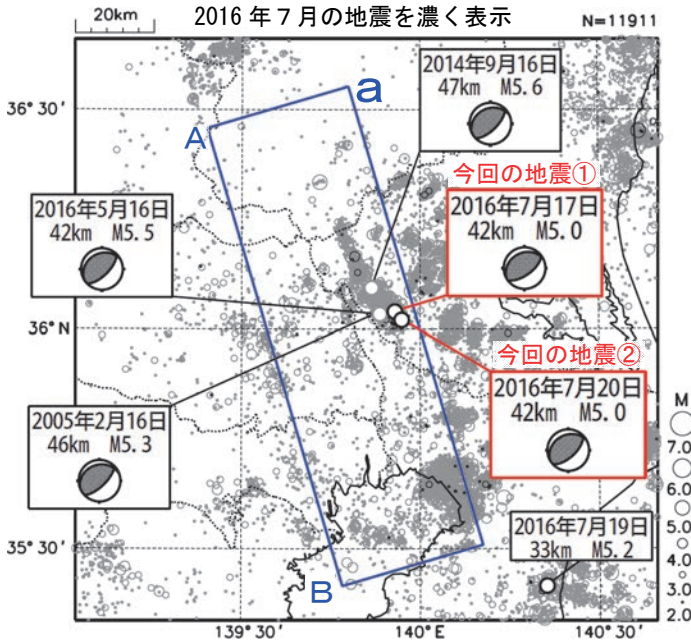 20km
2016年7月の地震を濃く表示
N=11911
36°30'
A
a
2014年9月16日
47km M5.6
今回の地震①
2016年7月17日
42km M5.0
2016年5月16日
42km M5.5
36°N
今回の地震②
2016年7月20日
42km M5.0
2005年2月16日
46km M5.3
M
7.0
6.0
5.0
4.0
3.0
2.0
2016年7月19日
33km M5.2
35°30'
B
139°30'
140°E
140°30'